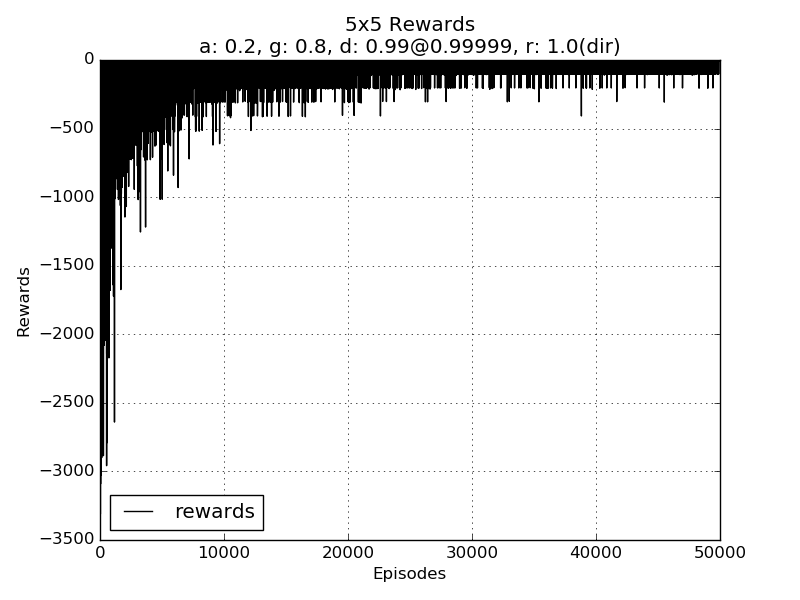 5x5 Rewards
a: 0.2, g: 0.8, d: 0.99@0.99999, r: 1.0(dir)
0
−500
−1000
−1500
−2000
−2500
−3000
−3500
Rewards
rewards
0 10000 20000 30000 40000 50000
Episodes